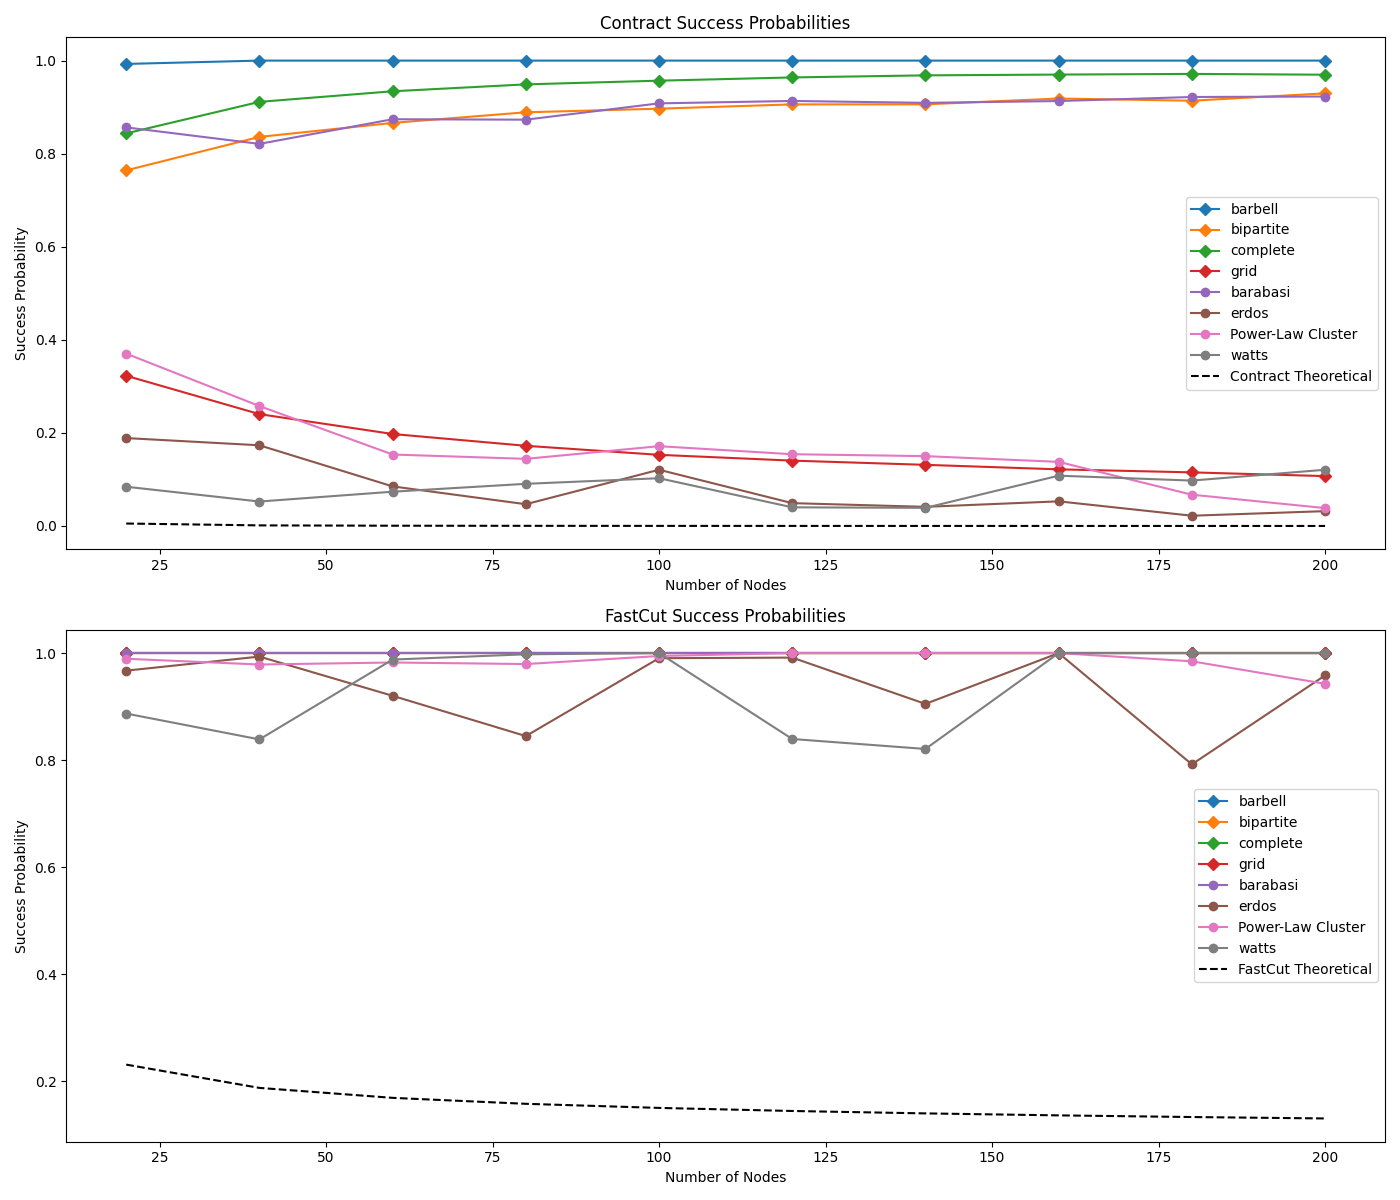 Contract Success Probabilities
1.0
0.8
0.6
0.4
0.2
0.0
Success Probability
barbell
bipartite
complete
grid
barabasi
erdos
Power-Law Cluster
watts
Contract Theoretical
25 50 75 100 125 150 175 200
Number of Nodes
FastCut Success Probabilities
1.0
0.8
0.6
0.4
0.2
Success Probability
barbell
bipartite
complete
grid
barabasi
erdos
Power-Law Cluster
watts
FastCut Theoretical
25 50 75 100 125 150 175 200
Number of Nodes